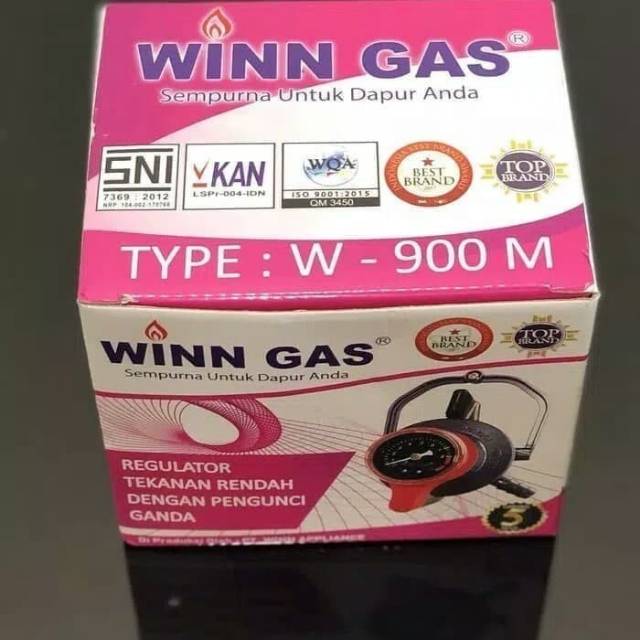 WINN GAS®
Sempurna Untuk Dapur Anda
SNI
7369 : 2012
KAN
LSPr-004-IDN
WQA
ISO 9001:2015
QM 3450
BEST BRAND
TOP BRAND
TYPE : W - 900 M
WINN GAS®
Sempurna Untuk Dapur Anda
BEST BRAND
TOP BRAND
REGULATOR
TEKANAN RENDAH
DENGAN PENGUNCI
GANDA
5